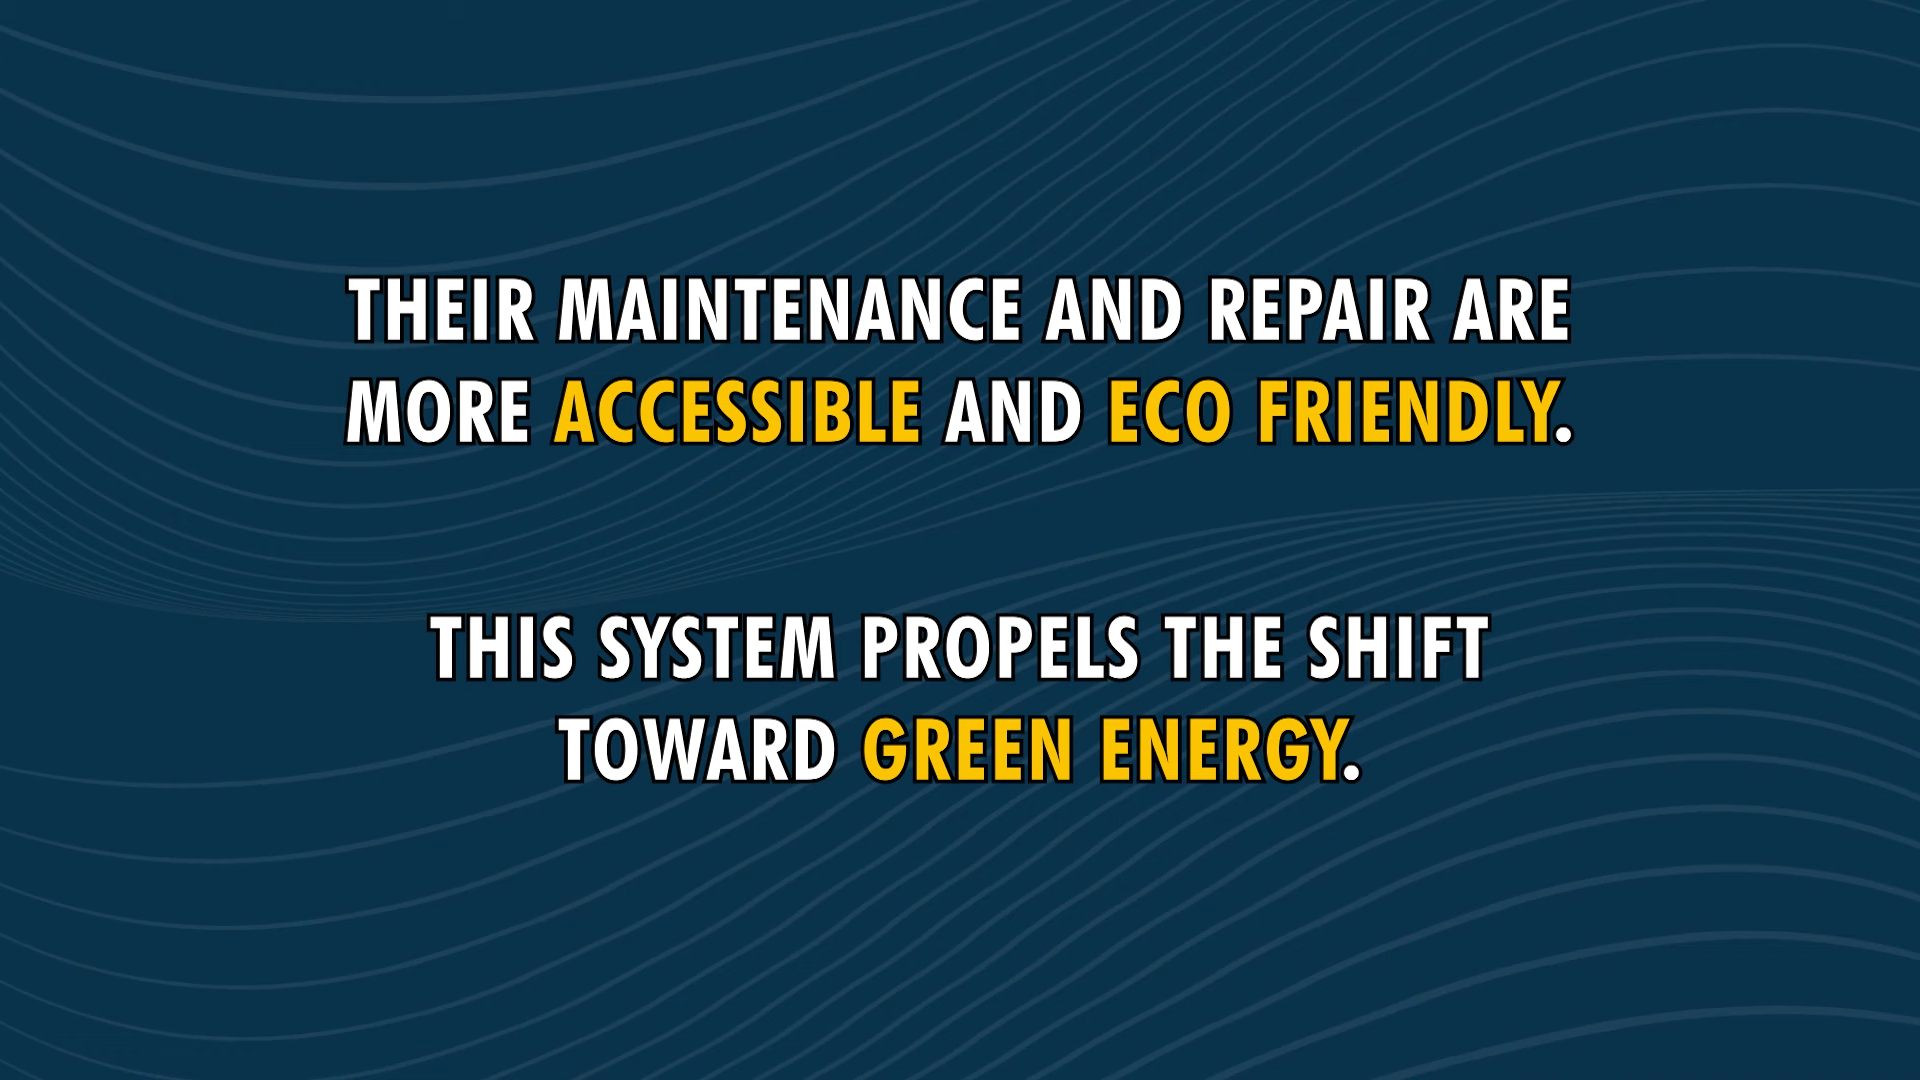 THEIR MAINTENANCE AND REPAIR ARE
MORE ACCESSIBLE AND ECO FRIENDLY.
THIS SYSTEM PROPELS THE SHIFT
TOWARD GREEN ENERGY.